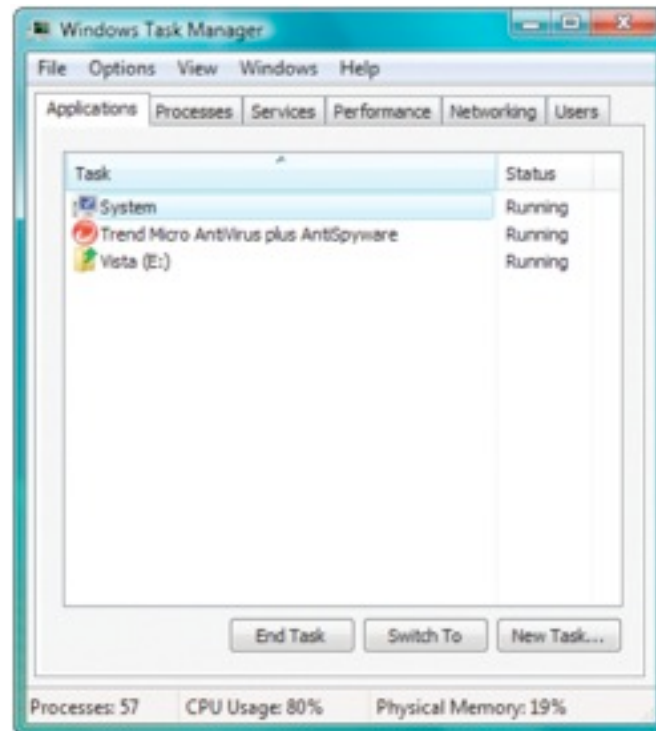 Windows Task Manager
File Options View Windows Help
Applications Processes Services Performance Networking Users
Task Status
System Running
Trend Micro AntiVirus plus AntiSpyware Running
Vista (E:) Running
End Task Switch To New Task...
Processes: 57 CPU Usage: 80% Physical Memory: 19%